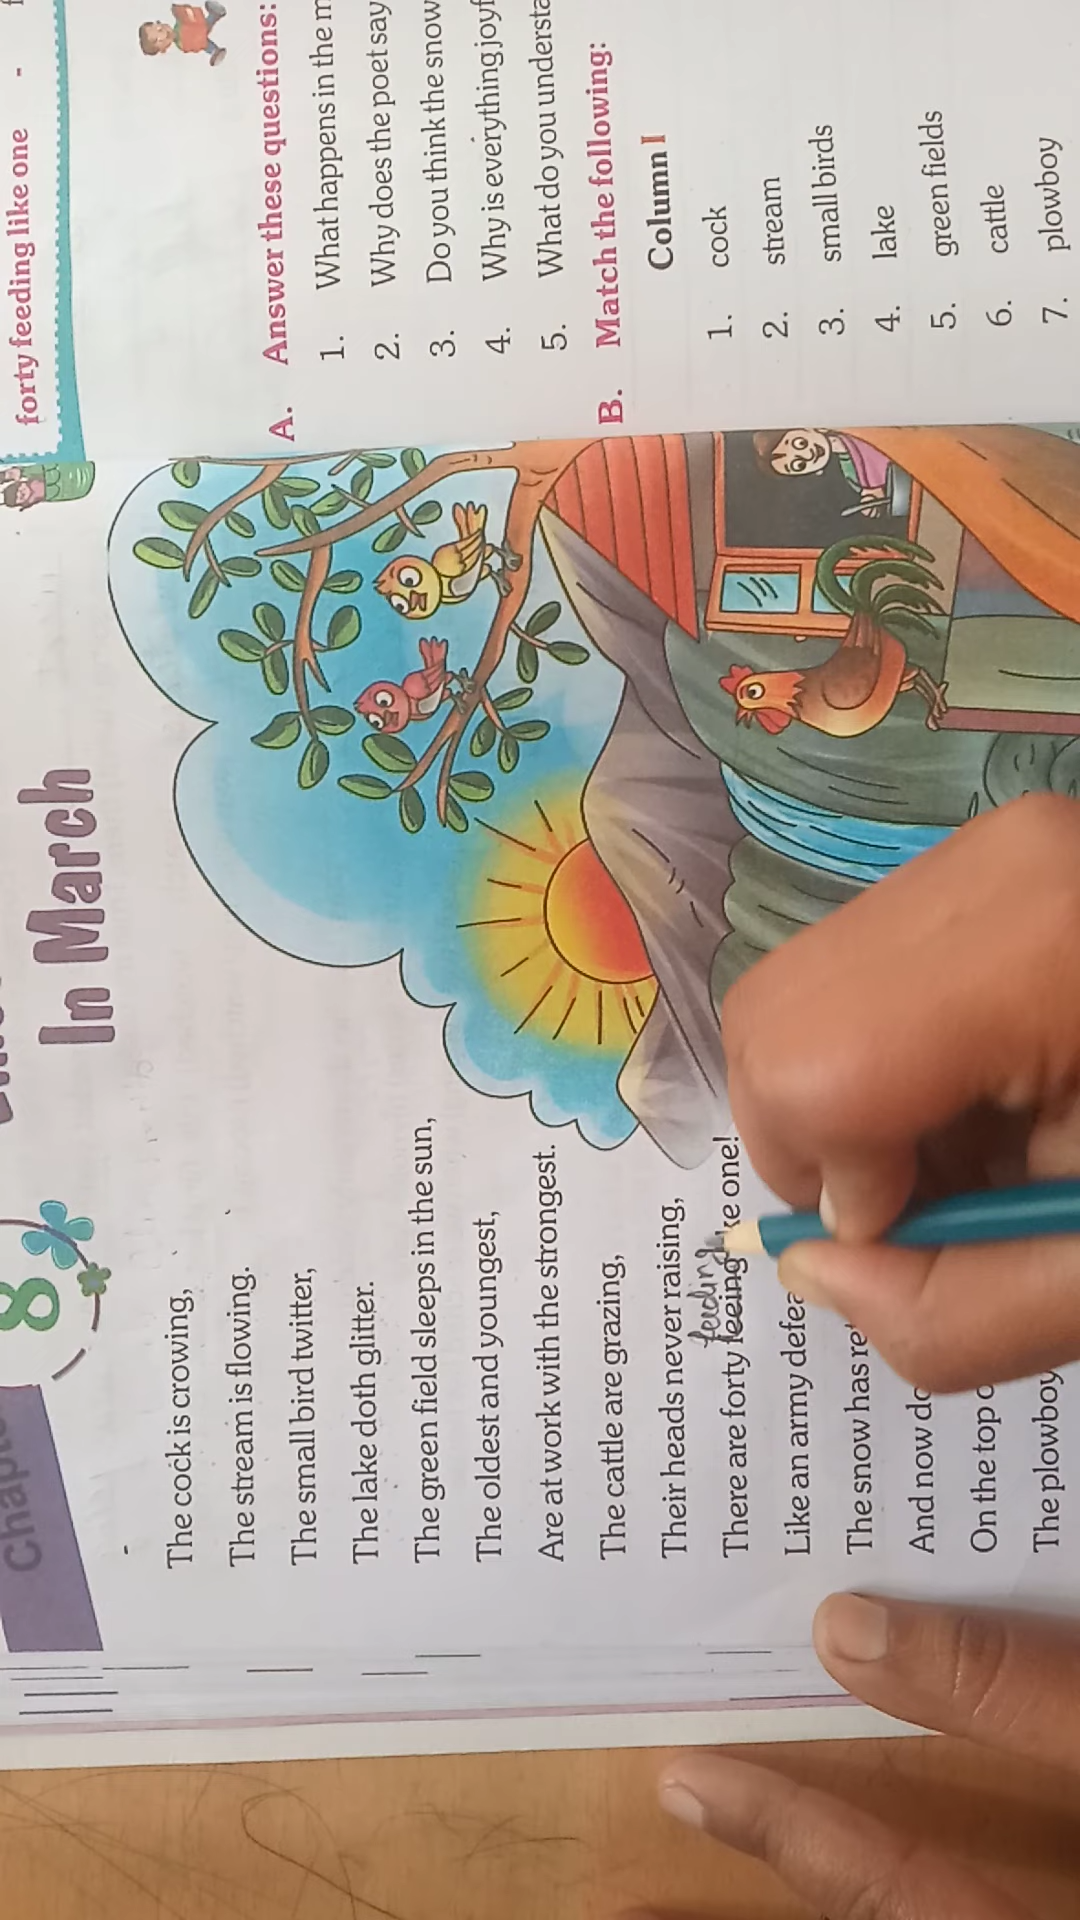 Chapte
8
In March
The cock is crowing,
The stream is flowing.
The small bird twitter,
The lake doth glitter.
The green field sleeps in the sun,
The oldest and youngest,
Are at work with the strongest.
The cattle are grazing,
Their heads never raising,
feeding
There are forty feeing ke one!
Like an army defea
The snow has ret
And now do
On the top o
The plowboy
forty feeding like one -
A. Answer these questions:
1. What happens in the m
2. Why does the poet say
3. Do you think the snow
4. Why is everything joyf
5. What do you understa
B. Match the following:
Column I
1. cock
2. stream
3. small birds
4. lake
5. green fields
6. cattle
7. plowboy